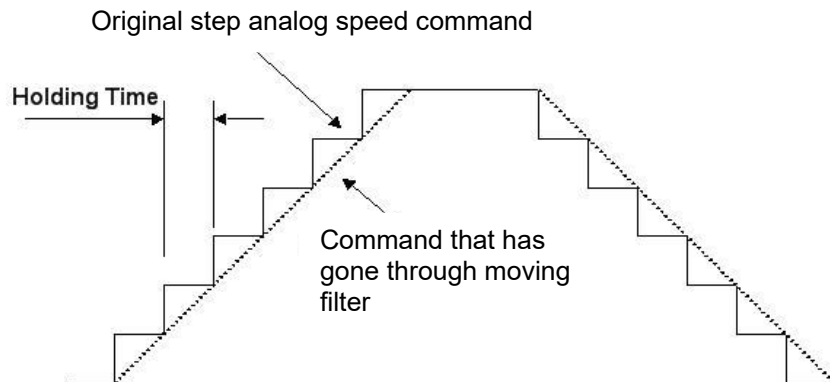 Original step analog speed command
Holding Time
Command that has
gone through moving
filter